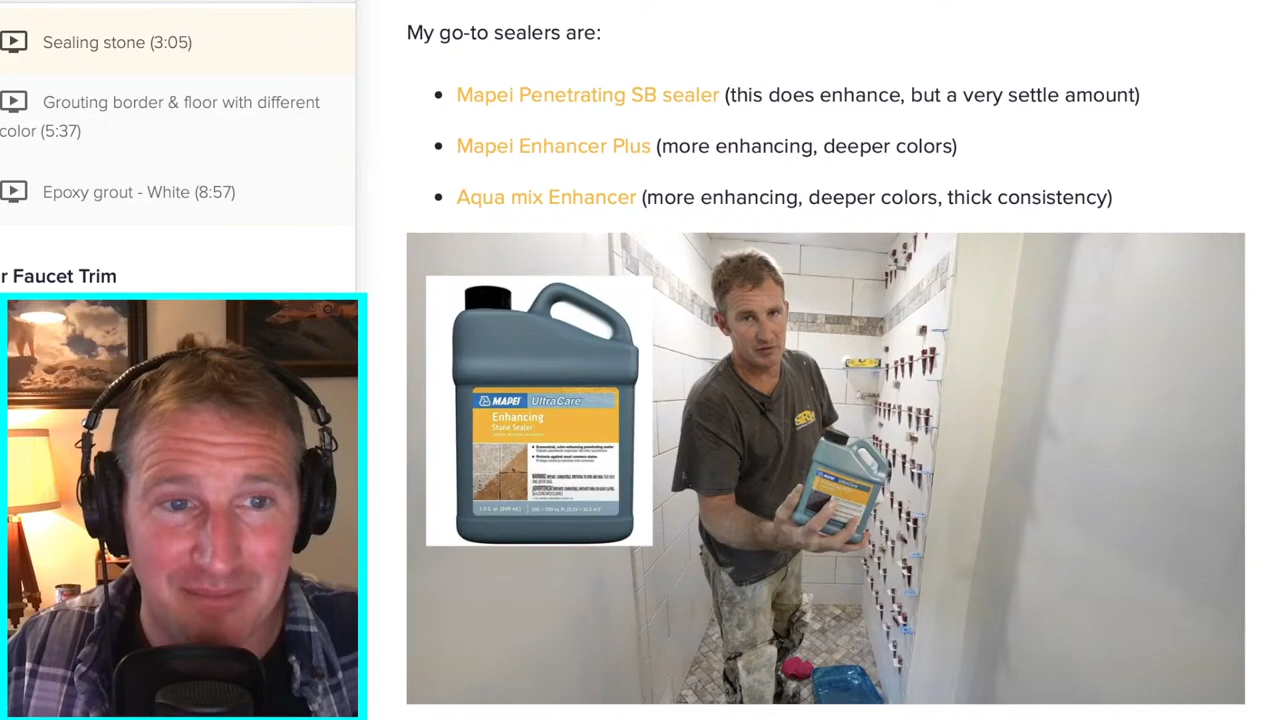 Sealing stone (3:05)
Grouting border & floor with different
color (5:37)
Epoxy grout - White (8:57)
r Faucet Trim
My go-to sealers are:
Mapei Penetrating SB sealer (this does enhance, but a very settle amount)
Mapei Enhancer Plus (more enhancing, deeper colors)
Aqua mix Enhancer (more enhancing, deeper colors, thick consistency)
MAPEI UltraCare
Enhancing
Stone Sealer
MAPEI